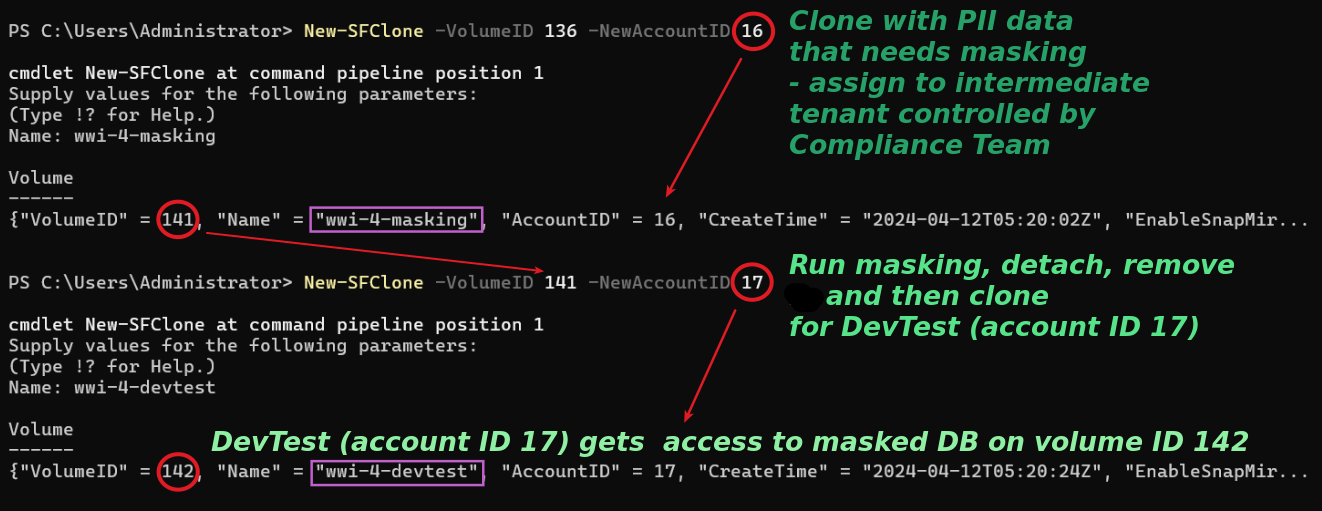 PS C:\Users\Administrator> New-SFClone -VolumeID 136 -NewAccountID 16
Clone with PII data
that needs masking
- assign to intermediate
tenant controlled by
Compliance Team
cmdlet New-SFClone at command pipeline position 1
Supply values for the following parameters:
(Type !? for Help.)
Name: wwi-4-masking
Volume
------
{"VolumeID" = 141, "Name" = "wwi-4-masking", "AccountID" = 16, "CreateTime" = "2024-04-12T05:20:02Z", "EnableSnapMir...
PS C:\Users\Administrator> New-SFClone -VolumeID 141 -NewAccountID 17
Run masking, detach, remove
and then clone
for DevTest (account ID 17)
cmdlet New-SFClone at command pipeline position 1
Supply values for the following parameters:
(Type !? for Help.)
Name: wwi-4-devtest
Volume
------
DevTest (account ID 17) gets  access to masked DB on volume ID 142
{"VolumeID" = 142, "Name" = "wwi-4-devtest", "AccountID" = 17, "CreateTime" = "2024-04-12T05:20:24Z", "EnableSnapMir...